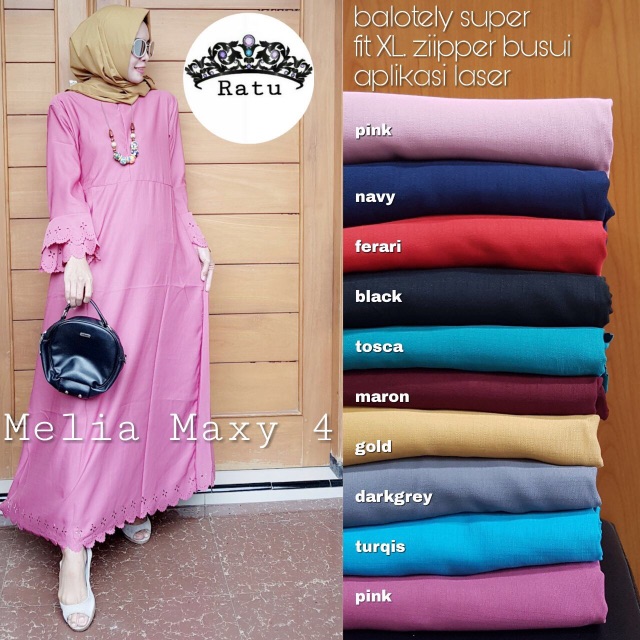 Ratu
Melia Maxy 4
balotely super
fit XL ziipper busui
aplikasi laser
pink
navy
ferari
black
tosca
maron
gold
darkgrey
turqis
pink